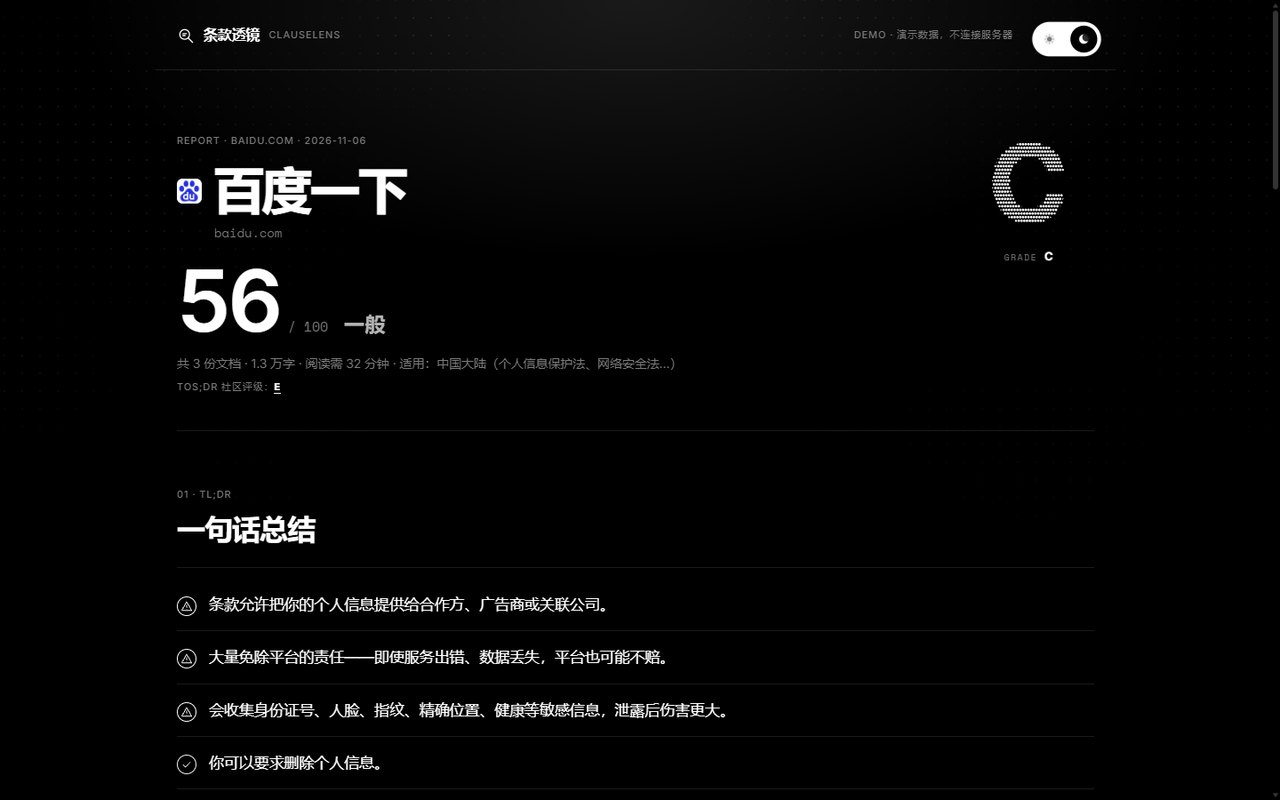 条款透镜 CLAUSELENS
DEMO · 演示数据，不连接服务器
REPORT · BAIDU.COM · 2026-11-06
du 百度一下
baidu.com
C
GRADE C
56 / 100 一般
共 3 份文档 · 1.3 万字 · 阅读需 32 分钟 · 适用：中国大陆（个人信息保护法、网络安全法…）
TOS;DR 社区评级： E
01 · TL;DR
一句话总结
条款允许把你的个人信息提供给合作方、广告商或关联公司。
大量免除平台的责任——即使服务出错、数据丢失，平台也可能不赔。
会收集身份证号、人脸、指纹、精确位置、健康等敏感信息，泄露后伤害更大。
你可以要求删除个人信息。